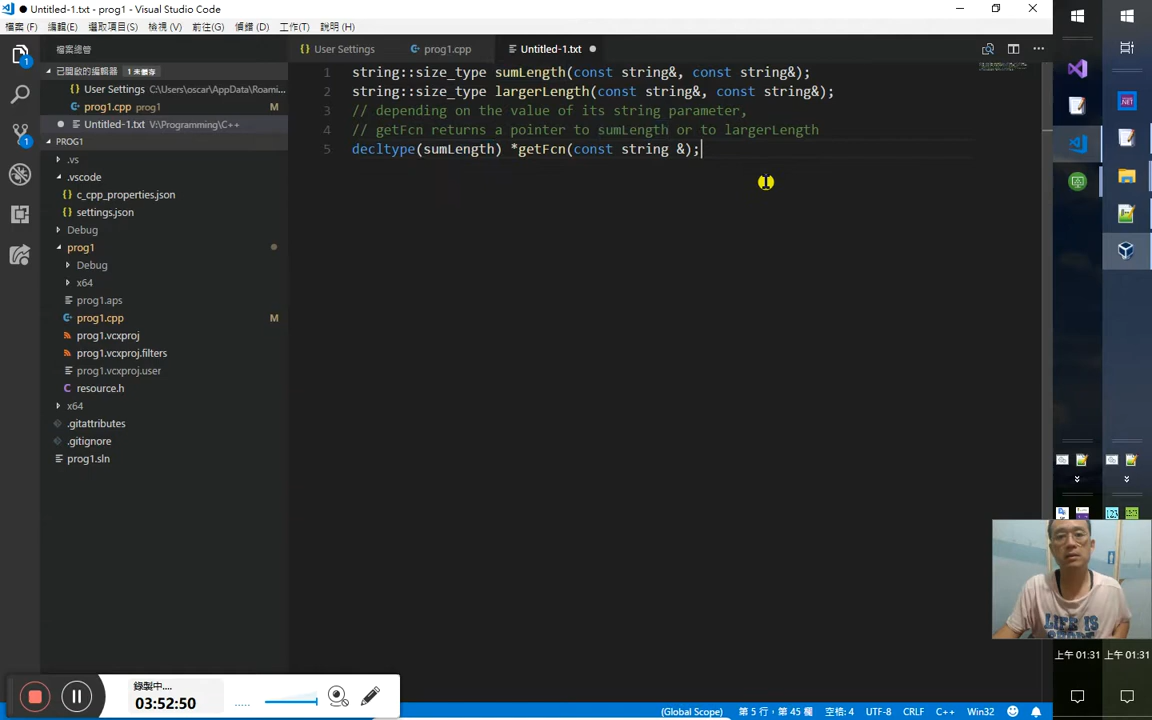 Untitled-1.txt - prog1 - Visual Studio Code
檔案 (F) 編輯(E) 選取項目(S) 檢視 (V) 前往(G) 偵錯 (D) 工作(T) 說明 (H)
檔案總管
已開啟的編輯器 1 未儲存
User Settings C:\Users\oscar\AppData\Roami...
prog1.cpp prog1 M
Untitled-1.txt V:\Programming\C++
PROG1
.vs
.vscode
c_cpp_properties.json
settings.json
Debug
prog1
Debug
x64
prog1.aps
prog1.cpp M
prog1.vcxproj
prog1.vcxproj.filters
prog1.vcxproj.user
resource.h
x64
.gitattributes
.gitignore
prog1.sln
User Settings prog1.cpp Untitled-1.txt
1 string::size_type sumLength(const string&, const string&);
2 string::size_type largerLength(const string&, const string&);
3 // depending on the value of its string parameter,
4 // getFcn returns a pointer to sumLength or to largerLength
5 decltype(sumLength) *getFcn(const string &);
錄製中....
03:52:50
LIFE IS
上午 01:31 上午 01:31
(Global Scope) 第 5 行，第 45 欄 空格: 4 UTF-8 CRLF C++ Win32